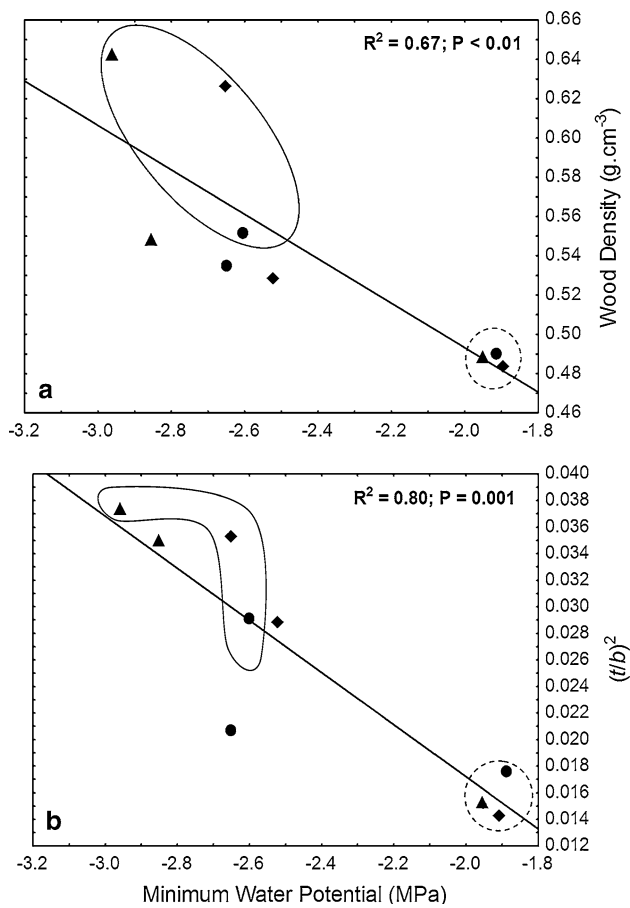 R² = 0.67; P < 0.01
0.66
0.64
0.62
0.60
0.58
0.56
0.54
0.52
0.50
0.48
0.46
Wood Density (g.cm⁻³)
a
-3.2 -3.0 -2.8 -2.6 -2.4 -2.2 -2.0 -1.8
R² = 0.80; P = 0.001
0.040
0.038
0.036
0.034
0.032
0.030
0.028
0.026
0.024
0.022
0.020
0.018
0.016
0.014
0.012
(t/b)²
b
-3.2 -3.0 -2.8 -2.6 -2.4 -2.2 -2.0 -1.8
Minimum Water Potential (MPa)